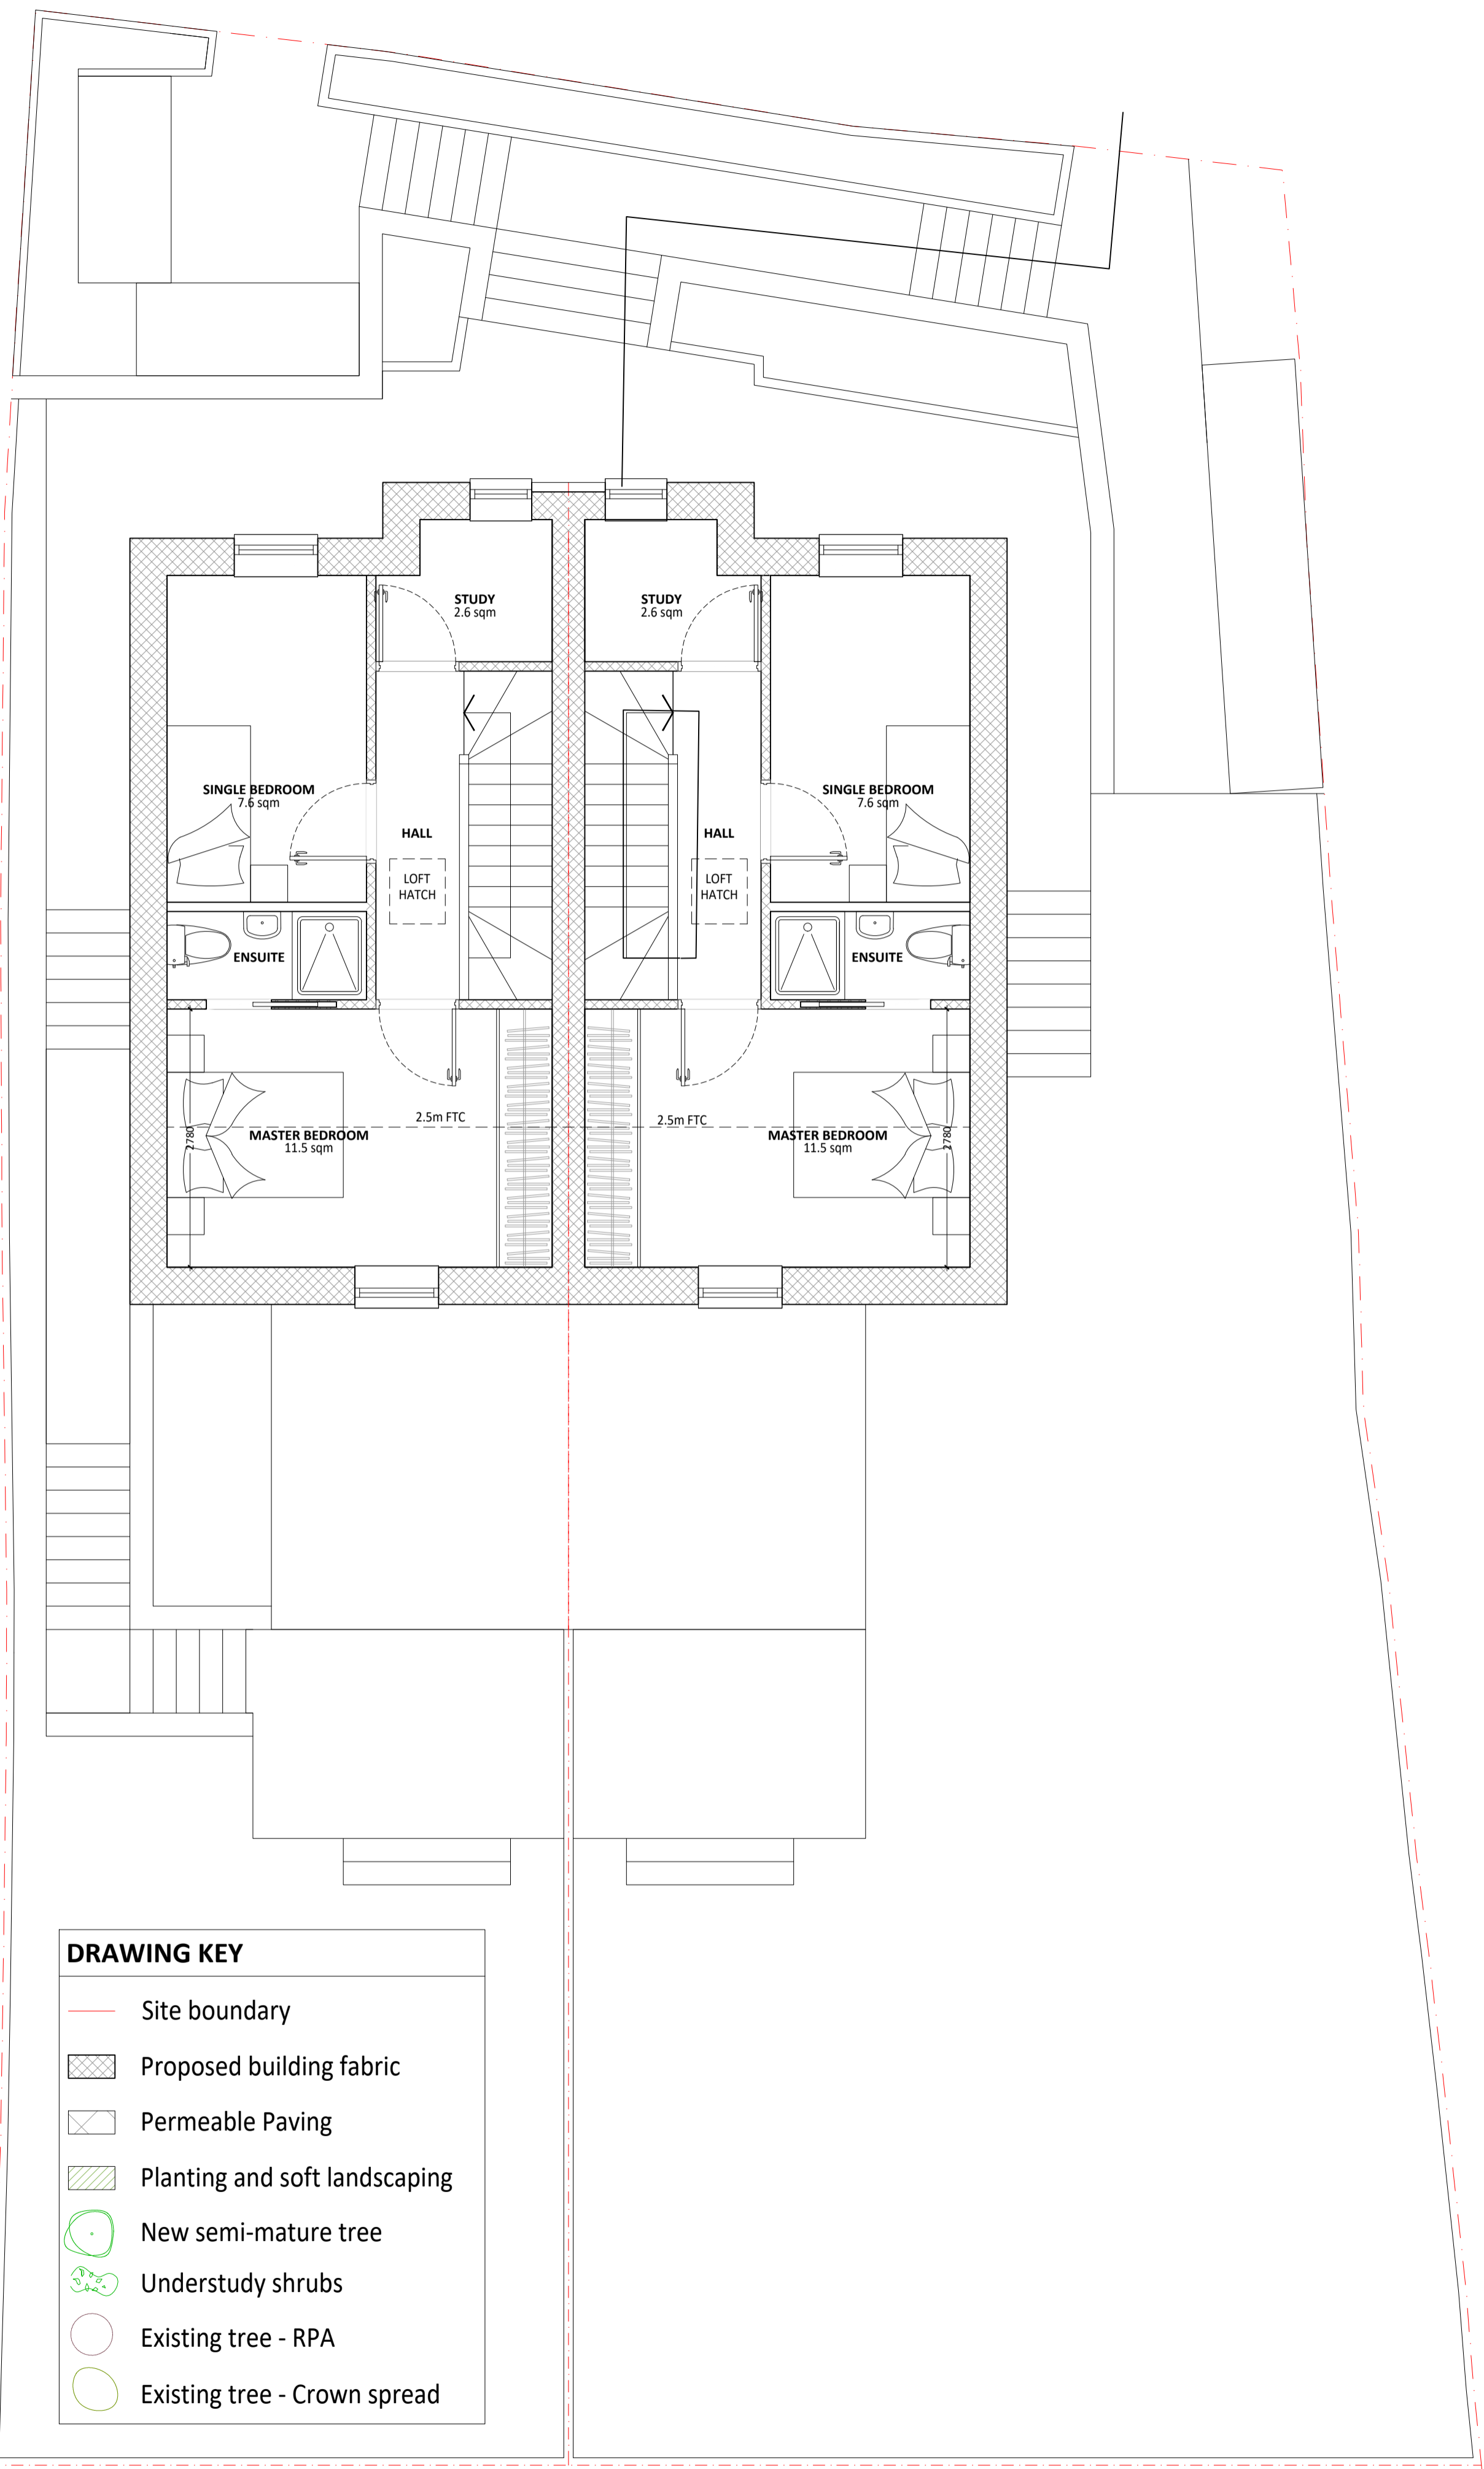 STUDY
2.6 sqm
STUDY
2.6 sqm
SINGLE BEDROOM
7.6 sqm
SINGLE BEDROOM
7.6 sqm
HALL
HALL
LOFT
HATCH
LOFT
HATCH
ENSUITE
ENSUITE
2.5m FTC
2.5m FTC
2780
MASTER BEDROOM
11.5 sqm
MASTER BEDROOM
11.5 sqm
2780
DRAWING KEY
Site boundary
Proposed building fabric
Permeable Paving
Planting and soft landscaping
New semi-mature tree
Understudy shrubs
Existing tree - RPA
Existing tree - Crown spread